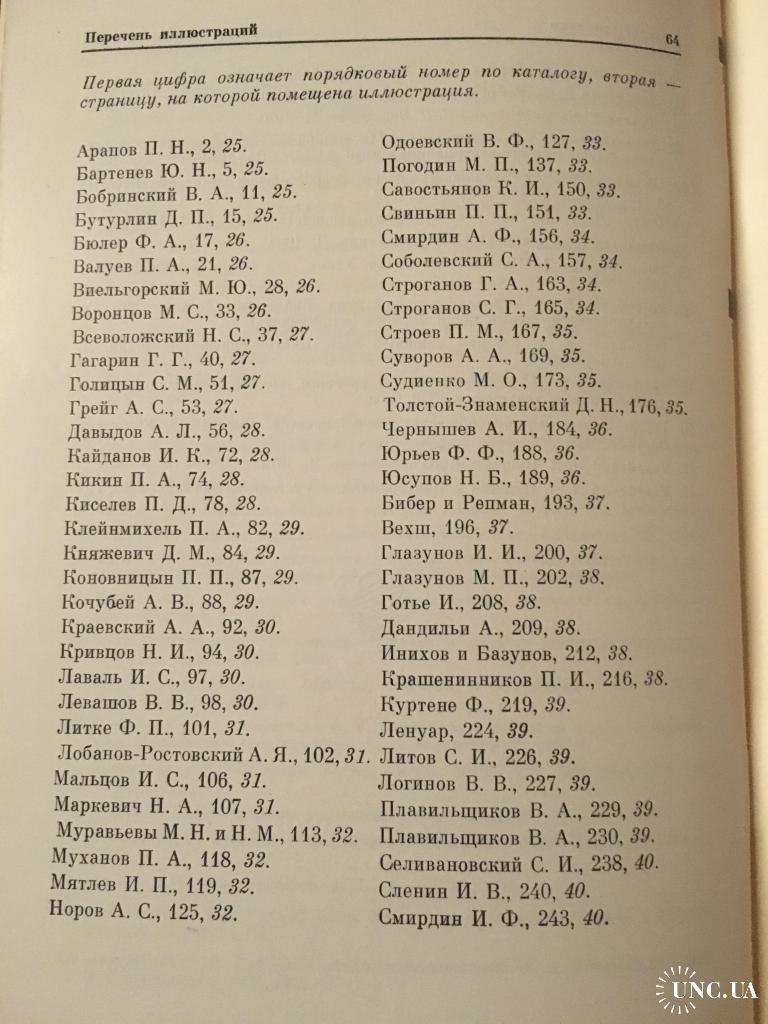 Перечень иллюстраций
64
Первая цифра означает порядковый номер по каталогу, вторая —
страницу, на которой помещена иллюстрация.
Арапов П. Н., 2, 25.
Бартенев Ю. Н., 5, 25.
Бобринский В. А., 11, 25.
Бутурлин Д. П., 15, 25.
Бюлер Ф. А., 17, 26.
Валуев П. А., 21, 26.
Виельгорский М. Ю., 28, 26.
Воронцов М. С., 33, 26.
Всеволожский Н. С., 37, 27.
Гагарин Г. Г., 40, 27.
Голицын С. М., 51, 27.
Грейг А. С., 53, 27.
Давыдов А. Л., 56, 28.
Кайданов И. К., 72, 28.
Кикин П. А., 74, 28.
Киселев П. Д., 78, 28.
Клейнмихель П. А., 82, 29.
Княжевич Д. М., 84, 29.
Коновницын П. П., 87, 29.
Кочубей А. В., 88, 29.
Краевский А. А., 92, 30.
Кривцов Н. И., 94, 30.
Лаваль И. С., 97, 30.
Левашов В. В., 98, 30.
Литке Ф. П., 101, 31.
Лобанов-Ростовский А. Я., 102, 31.
Мальцов И. С., 106, 31.
Маркевич Н. А., 107, 31.
Муравьевы М. Н. и Н. М., 113, 32.
Муханов П. А., 118, 32.
Мятлев И. П., 119, 32.
Норов А. С., 125, 32.
Одоевский В. Ф., 127, 33.
Погодин М. П., 137, 33.
Савостьянов К. И., 150, 33.
Свиньин П. П., 151, 33.
Смирдин А. Ф., 156, 34.
Соболевский С. А., 157, 34.
Строганов Г. А., 163, 34.
Строганов С. Г., 165, 34.
Строев П. М., 167, 35.
Суворов А. А., 169, 35.
Судиенко М. О., 173, 35.
Толстой-Знаменский Д. Н., 176, 35.
Чернышев А. И., 184, 36.
Юрьев Ф. Ф., 188, 36.
Юсупов Н. Б., 189, 36.
Бибер и Репман, 193, 37.
Вехш, 196, 37.
Глазунов И. И., 200, 37.
Глазунов М. П., 202, 38.
Готье И., 208, 38.
Дандильи А., 209, 38.
Инихов и Базунов, 212, 38.
Крашенинников П. И., 216, 38.
Куртене Ф., 219, 39.
Ленуар, 224, 39.
Литов С. И., 226, 39.
Логинов В. В., 227, 39.
Плавильщиков В. А., 229, 39.
Плавильщиков В. А., 230, 39.
Селивановский С. И., 238, 40.
Сленин И. В., 240, 40.
Смирдин И. Ф., 243, 40.
UNC.UA